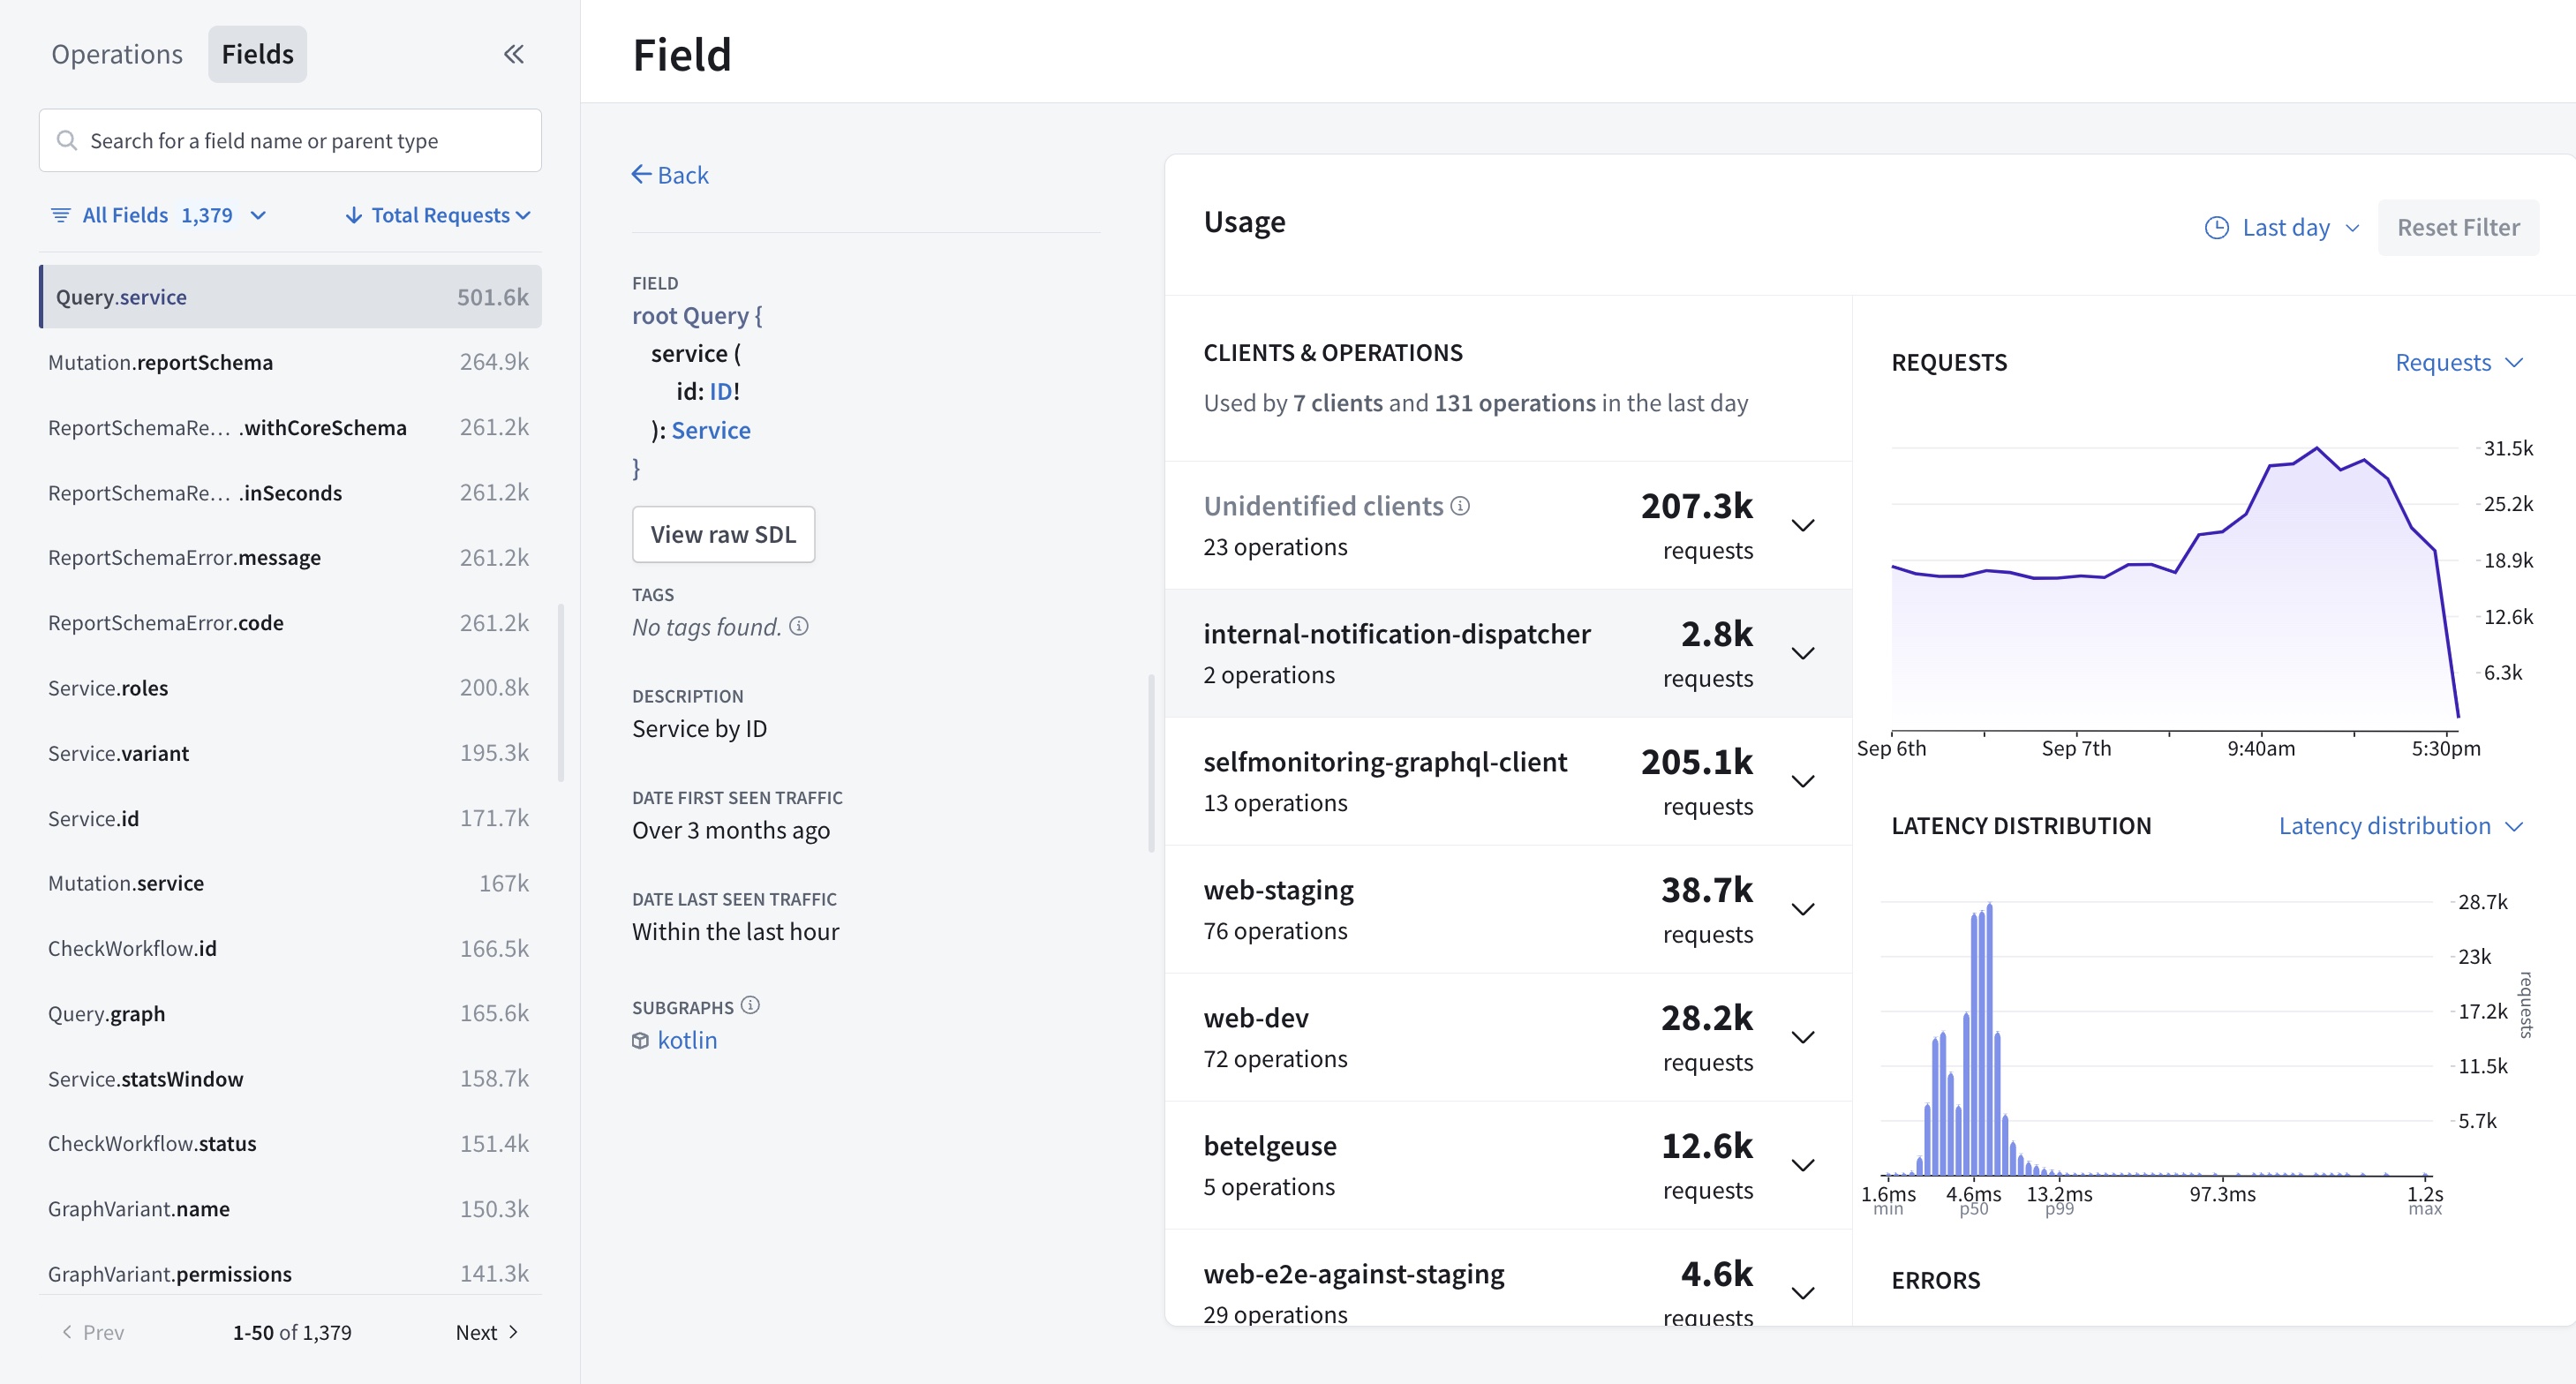 Operations Fields
Search for a field name or parent type
All Fields 1,379 Total Requests
Query.service 501.6k
Mutation.reportSchema 264.9k
ReportSchemaRe… .withCoreSchema 261.2k
ReportSchemaRe… .inSeconds 261.2k
ReportSchemaError.message 261.2k
ReportSchemaError.code 261.2k
Service.roles 200.8k
Service.variant 195.3k
Service.id 171.7k
Mutation.service 167k
CheckWorkflow.id 166.5k
Query.graph 165.6k
Service.statsWindow 158.7k
CheckWorkflow.status 151.4k
GraphVariant.name 150.3k
GraphVariant.permissions 141.3k
Prev 1-50 of 1,379 Next
Field
Back
FIELD
root Query {
service (
id: ID!
): Service
}
View raw SDL
TAGS
No tags found.
DESCRIPTION
Service by ID
DATE FIRST SEEN TRAFFIC
Over 3 months ago
DATE LAST SEEN TRAFFIC
Within the last hour
SUBGRAPHS
kotlin
Usage
Last day
Reset Filter
CLIENTS & OPERATIONS
Used by 7 clients and 131 operations in the last day
Unidentified clients 207.3k
23 operations requests
internal-notification-dispatcher 2.8k
2 operations requests
selfmonitoring-graphql-client 205.1k
13 operations requests
web-staging 38.7k
76 operations requests
web-dev 28.2k
72 operations requests
betelgeuse 12.6k
5 operations requests
web-e2e-against-staging 4.6k
29 operations requests
REQUESTS Requests
31.5k
25.2k
18.9k
12.6k
6.3k
Sep 6th Sep 7th 9:40am 5:30pm
LATENCY DISTRIBUTION Latency distribution
28.7k
23k
17.2k
11.5k
5.7k
requests
1.6ms 4.6ms 13.2ms 97.3ms 1.2s
min p50 p99 max
ERRORS